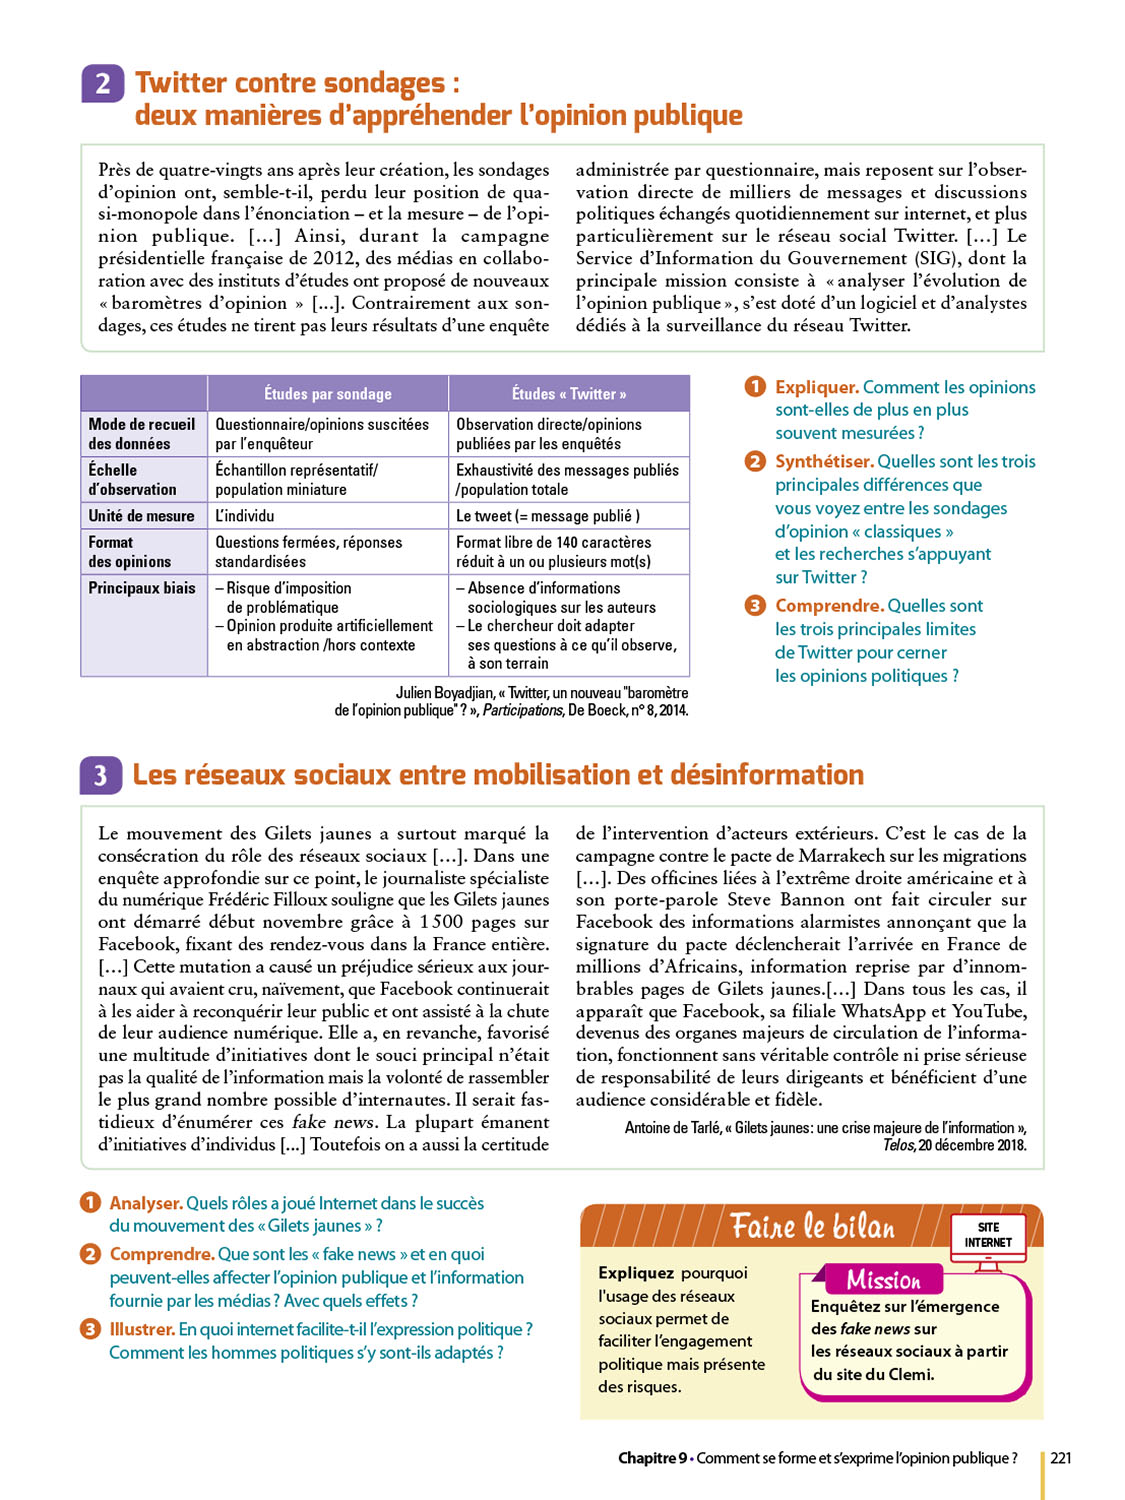 2 Twitter contre sondages :
deux manières d’appréhender l’opinion publique
Près de quatre-vingts ans après leur création, les sondages
d’opinion ont, semble-t-il, perdu leur position de qua-
si-monopole dans l’énonciation – et la mesure – de l’opi-
nion publique. […] Ainsi, durant la campagne
présidentielle française de 2012, des médias en collabo-
ration avec des instituts d’études ont proposé de nouveaux
« baromètres d’opinion » [...]. Contrairement aux son-
dages, ces études ne tirent pas leurs résultats d’une enquête
administrée par questionnaire, mais reposent sur l’obser-
vation directe de milliers de messages et discussions
politiques échangés quotidiennement sur internet, et plus
particulièrement sur le réseau social Twitter. […] Le
Service d’Information du Gouvernement (SIG), dont la
principale mission consiste à « analyser l’évolution de
l’opinion publique », s’est doté d’un logiciel et d’analystes
dédiés à la surveillance du réseau Twitter.
Études par sondage
Études « Twitter »
Mode de recueil
des données
Questionnaire/opinions suscitées
par l’enquêteur
Observation directe/opinions
publiées par les enquêtés
Échelle
d’observation
Échantillon représentatif/
population miniature
Exhaustivité des messages publiés
/population totale
Unité de mesure
L’individu
Le tweet (= message publié )
Format
des opinions
Questions fermées, réponses
standardisées
Format libre de 140 caractères
réduit à un ou plusieurs mot(s)
Principaux biais
– Risque d’imposition
de problématique
– Opinion produite artificiellement
en abstraction /hors contexte
– Absence d’informations
sociologiques sur les auteurs
– Le chercheur doit adapter
ses questions à ce qu’il observe,
à son terrain
Julien Boyadjian, « Twitter, un nouveau "baromètre
de l’opinion publique" ? », Participations, De Boeck, n° 8, 2014.
1 Expliquer. Comment les opinions
sont-elles de plus en plus
souvent mesurées ?
2 Synthétiser. Quelles sont les trois
principales différences que
vous voyez entre les sondages
d’opinion « classiques »
et les recherches s’appuyant
sur Twitter ?
3 Comprendre. Quelles sont
les trois principales limites
de Twitter pour cerner
les opinions politiques ?
3 Les réseaux sociaux entre mobilisation et désinformation
Le mouvement des Gilets jaunes a surtout marqué la
consécration du rôle des réseaux sociaux […]. Dans une
enquête approfondie sur ce point, le journaliste spécialiste
du numérique Frédéric Filloux souligne que les Gilets jaunes
ont démarré début novembre grâce à 1 500 pages sur
Facebook, fixant des rendez-vous dans la France entière.
[…] Cette mutation a causé un préjudice sérieux aux jour-
naux qui avaient cru, naïvement, que Facebook continuerait
à les aider à reconquérir leur public et ont assisté à la chute
de leur audience numérique. Elle a, en revanche, favorisé
une multitude d’initiatives dont le souci principal n’était
pas la qualité de l’information mais la volonté de rassembler
le plus grand nombre possible d’internautes. Il serait fas-
tidieux d’énumérer ces fake news. La plupart émanent
d’initiatives d’individus [...] Toutefois on a aussi la certitude
de l’intervention d’acteurs extérieurs. C’est le cas de la
campagne contre le pacte de Marrakech sur les migrations
[…]. Des officines liées à l’extrême droite américaine et à
son porte-parole Steve Bannon ont fait circuler sur
Facebook des informations alarmistes annonçant que la
signature du pacte déclencherait l’arrivée en France de
millions d’Africains, information reprise par d’innom-
brables pages de Gilets jaunes.[…] Dans tous les cas, il
apparaît que Facebook, sa filiale WhatsApp et YouTube,
devenus des organes majeurs de circulation de l’informa-
tion, fonctionnent sans véritable contrôle ni prise sérieuse
de responsabilité de leurs dirigeants et bénéficient d’une
audience considérable et fidèle.
Antoine de Tarlé, « Gilets jaunes : une crise majeure de l’information »,
Telos, 20 décembre 2018.
1 Analyser. Quels rôles a joué Internet dans le succès
du mouvement des « Gilets jaunes » ?
2 Comprendre. Que sont les « fake news » et en quoi
peuvent-elles affecter l’opinion publique et l’information
fournie par les médias ? Avec quels effets ?
3 Illustrer. En quoi internet facilite-t-il l’expression politique ?
Comment les hommes politiques s’y sont-ils adaptés ?
Faire le bilan
SITE
INTERNET
Expliquez pourquoi
l'usage des réseaux
sociaux permet de
faciliter l’engagement
politique mais présente
des risques.
Mission
Enquêtez sur l’émergence
des fake news sur
les réseaux sociaux à partir
du site du Clemi.
Chapitre 9 • Comment se forme et s’exprime l’opinion publique ? 221